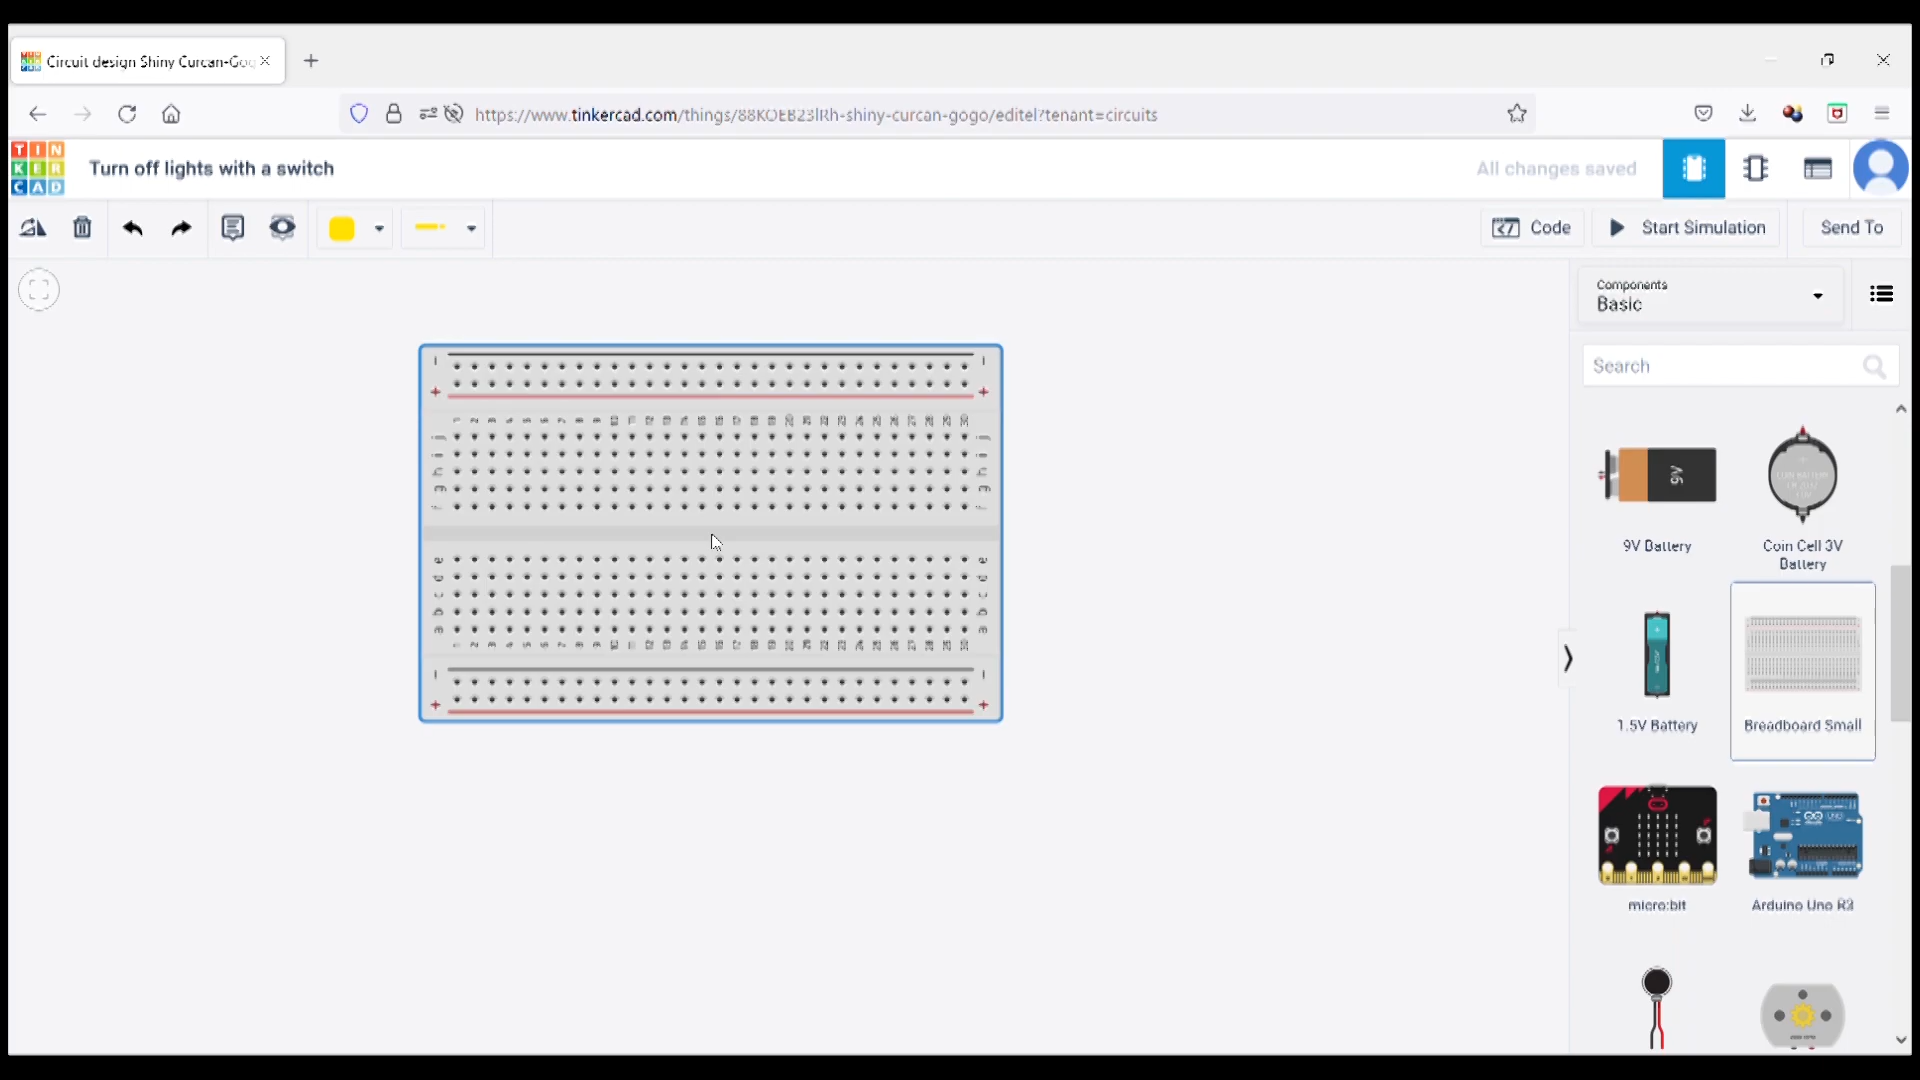 Circuit design Shiny Curcan-Gog
https://www.tinkercad.com/things/88KOEB23lRh-shiny-curcan-gogo/editel?tenant=circuits
TIN
KER
CAD
Turn off lights with a switch
All changes saved
Code
Start Simulation
Send To
Components
Basic
Search
9V
9V Battery
Coin Cell 3V
Battery
1.5V Battery
Breadboard Small
micro:bit
Arduino Uno R3